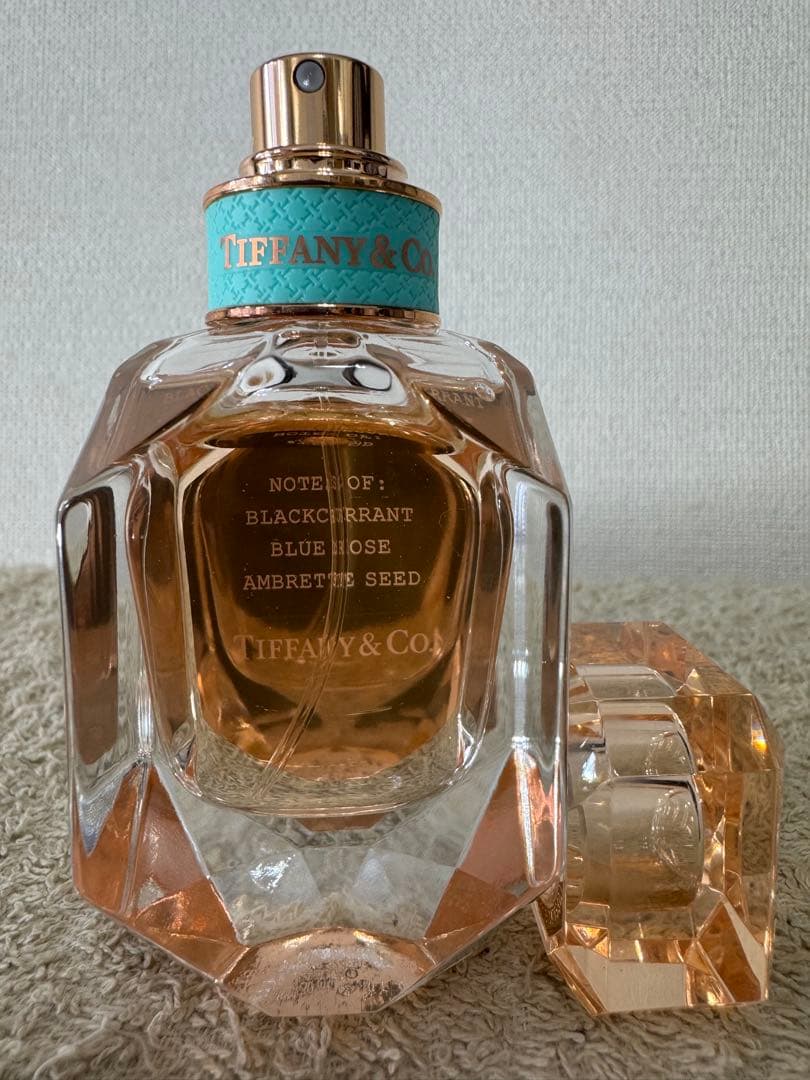 TIFFANY & CO.
NOTES OF:
BLACKCURRANT
BLUE ROSE
AMBRETTE SEED
TIFFANY & CO.